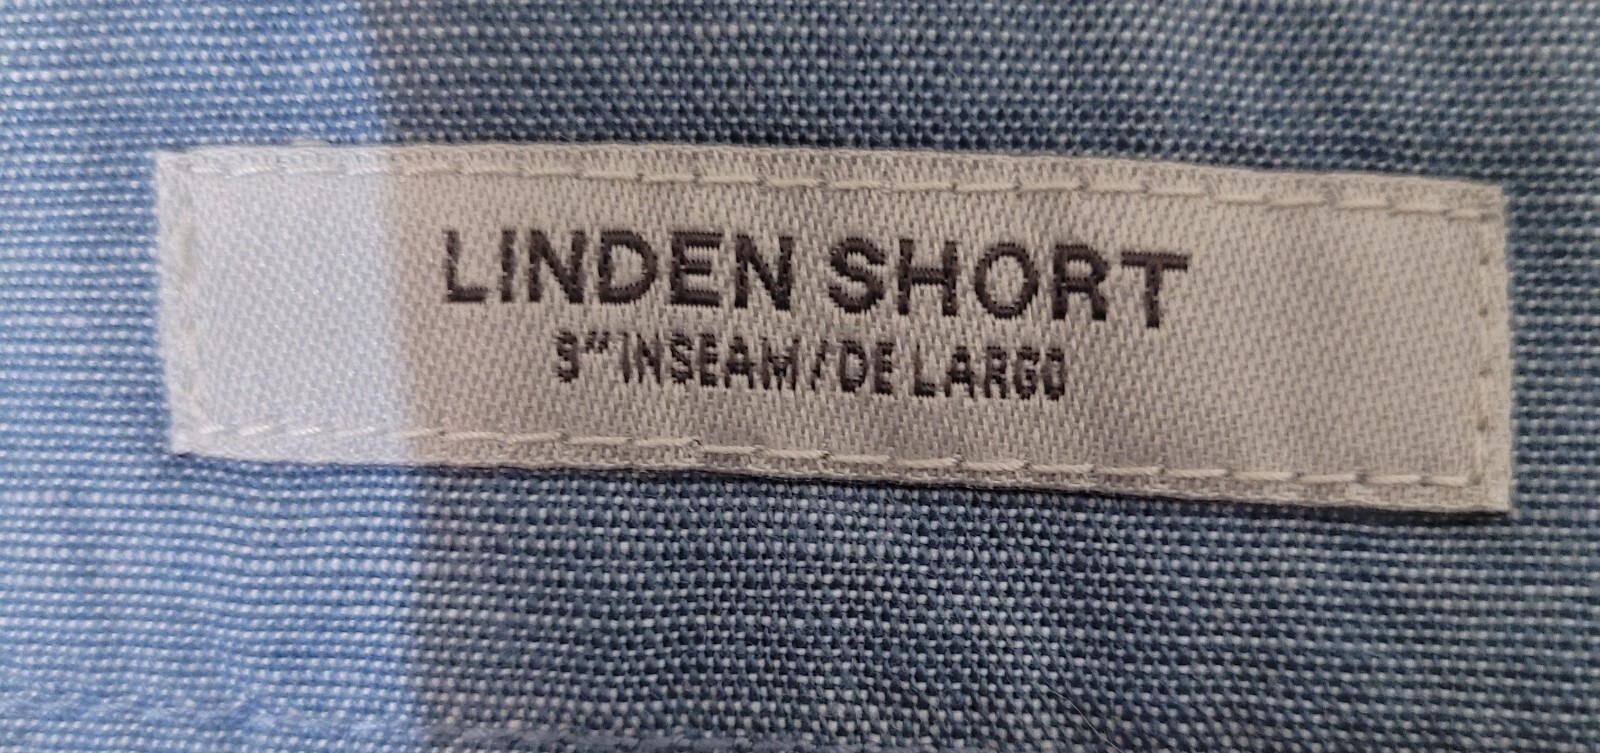 LINDEN SHORT
9" INSEAM/DE LARGO